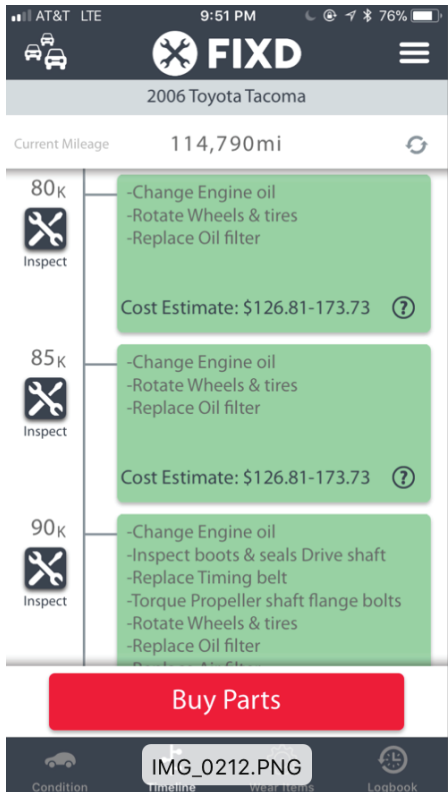 AT&T LTE 9:51 PM 76%
FIXD
2006 Toyota Tacoma
Current Mileage 114,790mi
80K
-Change Engine oil
-Rotate Wheels & tires
-Replace Oil filter
Inspect
Cost Estimate: $126.81-173.73 ?
85K
-Change Engine oil
-Rotate Wheels & tires
-Replace Oil filter
Inspect
Cost Estimate: $126.81-173.73 ?
90K
-Change Engine oil
-Inspect boots & seals Drive shaft
-Replace Timing belt
-Torque Propeller shaft flange bolts
Inspect
-Rotate Wheels & tires
-Replace Oil filter
Buy Parts
IMG_0212.PNG
Condition Timeline Wear Items Logbook